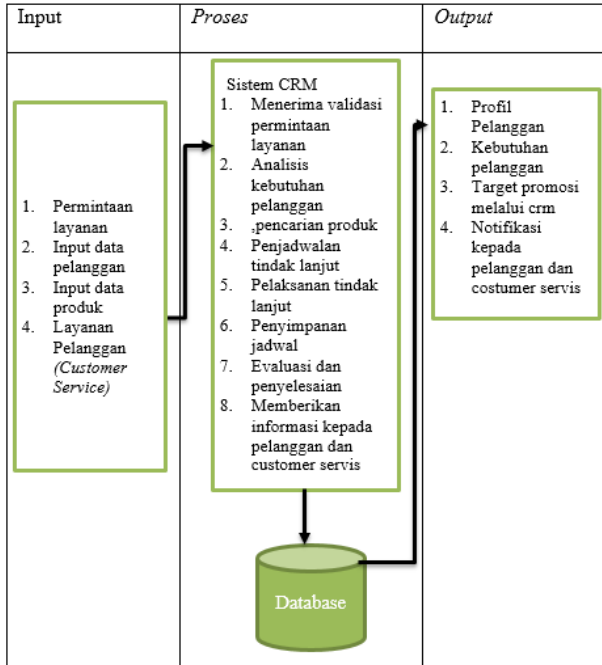 Input
Proses
Output
1. Permintaan
layanan
2. Input data
pelanggan
3. Input data
produk
4. Layanan
Pelanggan
(Customer
Service)
Sistem CRM
1. Menerima validasi
permintaan
layanan
2. Analisis
kebutuhan
pelanggan
3. ,pencarian produk
4. Penjadwalan
tindak lanjut
5. Pelaksanan tindak
lanjut
6. Penyimpanan
jadwal
7. Evaluasi dan
penyelesaian
8. Memberikan
informasi kepada
pelanggan dan
customer servis
Database
1. Profil
Pelanggan
2. Kebutuhan
pelanggan
3. Target promosi
melalui crm
4. Notifikasi
kepada
pelanggan dan
costumer servis